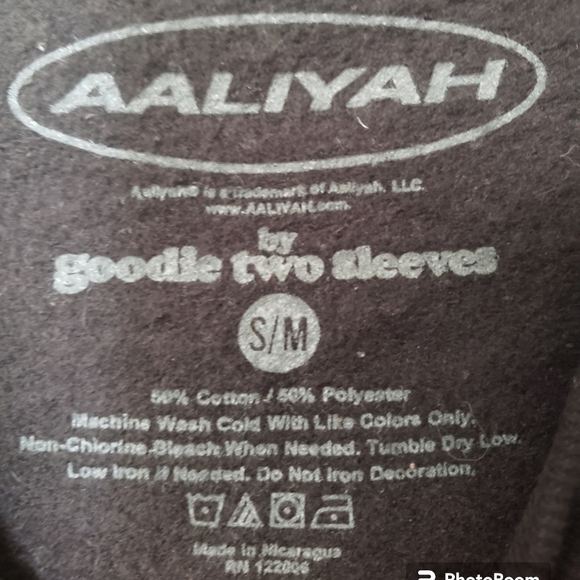 AALIYAH
Aaliyah® is a trademark of Aaliyah, LLC.
www.AALIYAH.com.
by
goodie two sleeves
S/M
50% Cotton / 50% Polyester
Machine Wash Cold With Like Colors Only.
Non-Chlorine Bleach When Needed. Tumble Dry Low.
Low Iron if Needed. Do Not Iron Decoration.
Made in Nicaragua
RN 122006
PhotoRoom